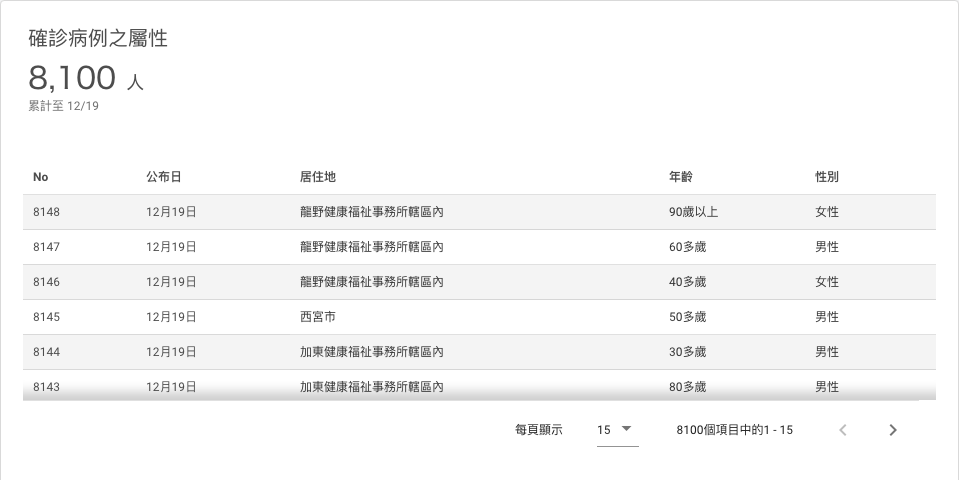 確診病例之屬性
8,100 人
累計至 12/19
No 公布日 居住地 年齡 性別
8148 12月19日 龍野健康福祉事務所轄區內 90歲以上 女性
8147 12月19日 龍野健康福祉事務所轄區內 60多歲 男性
8146 12月19日 龍野健康福祉事務所轄區內 40多歲 女性
8145 12月19日 西宮市 50多歲 男性
8144 12月19日 加東健康福祉事務所轄區內 30多歲 男性
8143 12月19日 加東健康福祉事務所轄區內 80多歲 男性
每頁顯示 15 8100個項目中的1 - 15